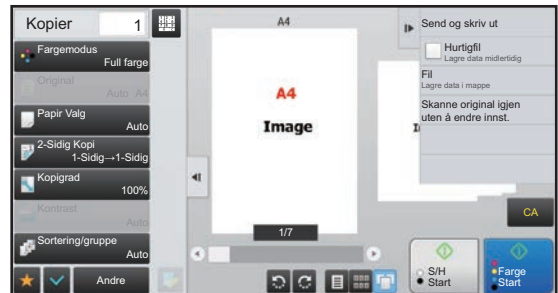 Kopier 1
Fargemodus
Full farge
Original
Auto A4
Papir Valg
Auto
2-Sidig Kopi
1-Sidig→1-Sidig
Kopigrad
100%
Kontrast
Auto
Sortering/gruppe
Auto
Andre
A4
A4
Image
1/7
Send og skriv ut
Hurtigfil
Lagre data midlertidig
Fil
Lagre data i mappe
Skanne original igjen
uten å endre innst.
CA
S/H
Start
Farge
Start